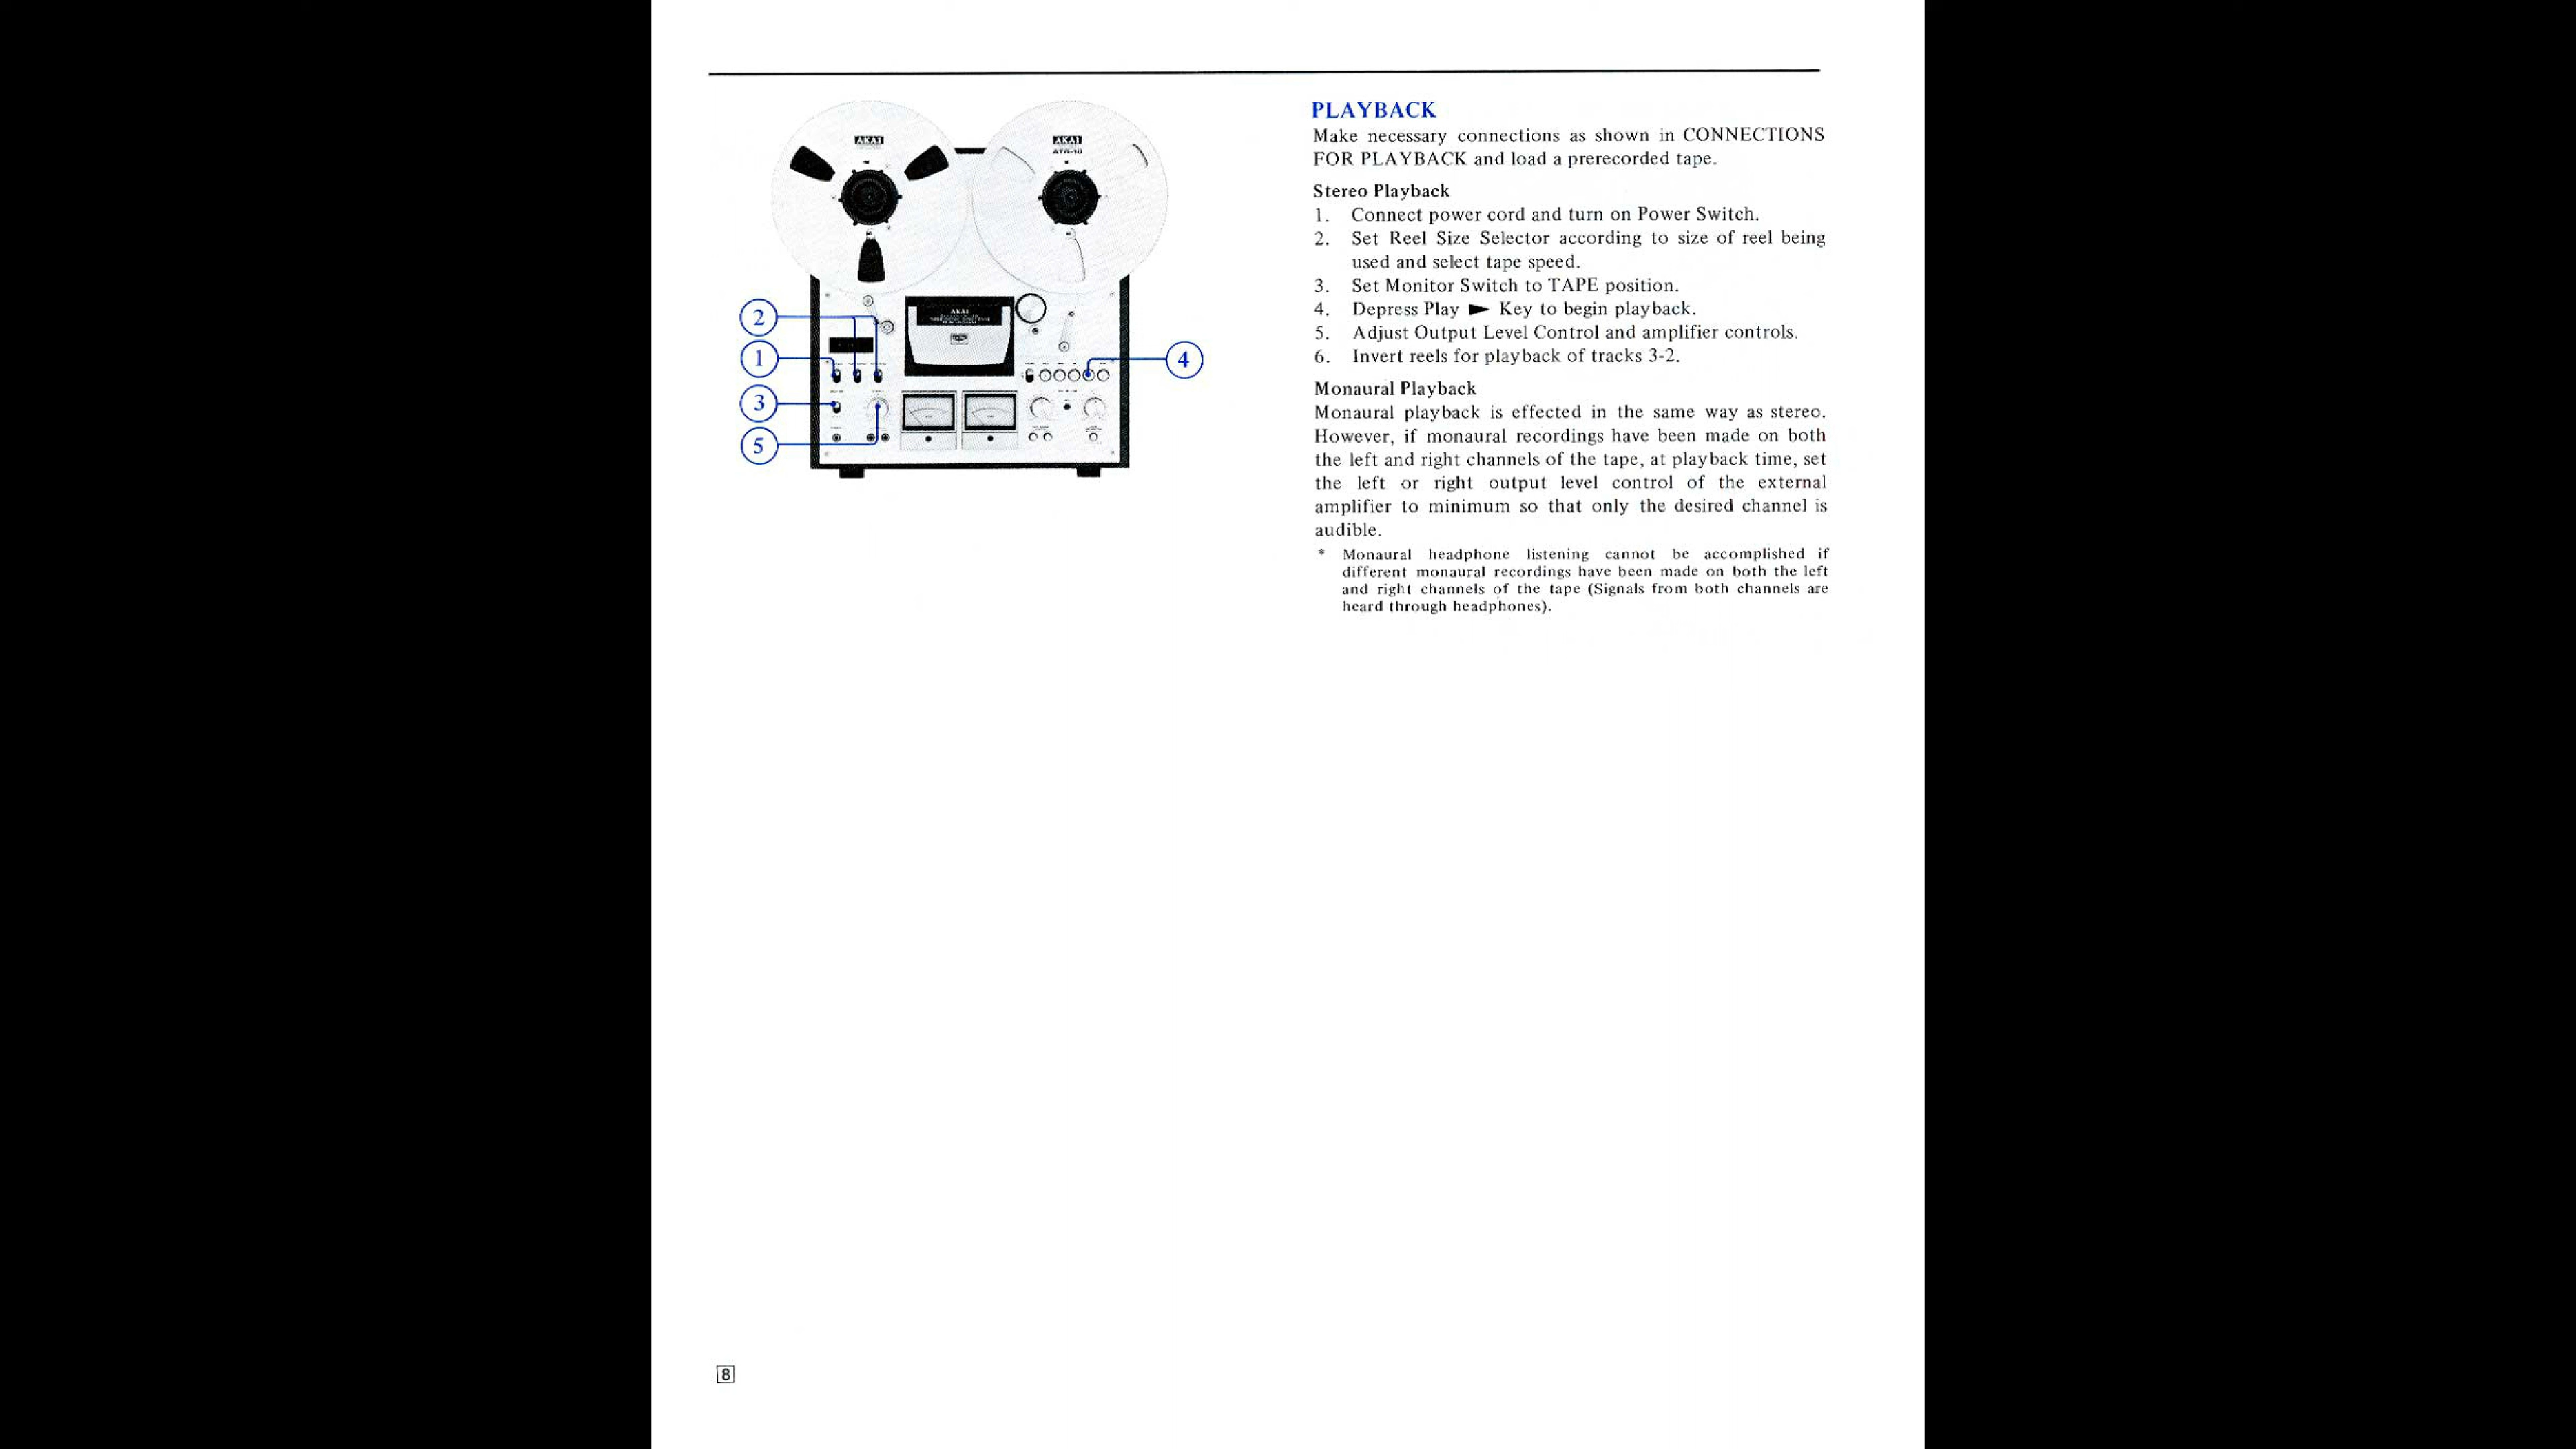 AKAI
AKAI
ATR-10
AKAI
2
1
3
5
4
PLAYBACK
Make necessary connections as shown in CONNECTIONS
FOR PLAYBACK and load a prerecorded tape.
Stereo Playback
1. Connect power cord and turn on Power Switch.
2. Set Reel Size Selector according to size of reel being
used and select tape speed.
3. Set Monitor Switch to TAPE position.
4. Depress Play ► Key to begin playback.
5. Adjust Output Level Control and amplifier controls.
6. Invert reels for playback of tracks 3-2.
Monaural Playback
Monaural playback is effected in the same way as stereo.
However, if monaural recordings have been made on both
the left and right channels of the tape, at playback time, set
the left or right output level control of the external
amplifier to minimum so that only the desired channel is
audible.
* Monaural headphone listening cannot be accomplished if
different monaural recordings have been made on both the left
and right channels of the tape (Signals from both channels are
heard through headphones).
8